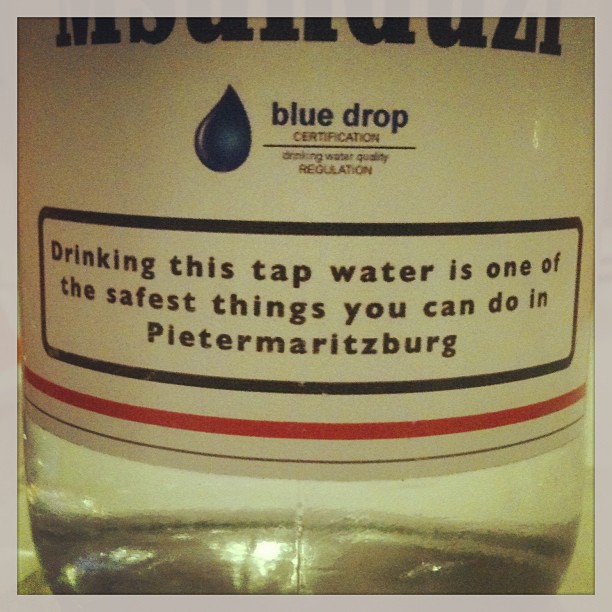 Msunduzi
blue drop
CERTIFICATION
drinking water quality
REGULATION
Drinking this tap water is one of
the safest things you can do in
Pietermaritzburg